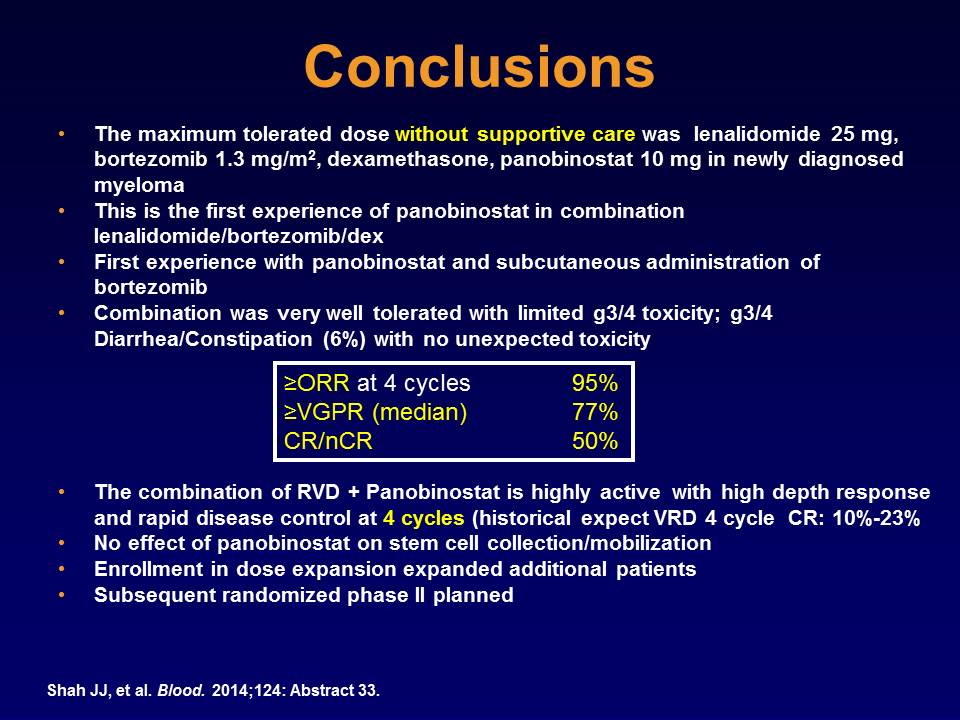 Conclusions
• The maximum tolerated dose without supportive care was lenalidomide 25 mg,
bortezomib 1.3 mg/m², dexamethasone, panobinostat 10 mg in newly diagnosed
myeloma
• This is the first experience of panobinostat in combination
lenalidomide/bortezomib/dex
• First experience with panobinostat and subcutaneous administration of
bortezomib
• Combination was very well tolerated with limited g3/4 toxicity; g3/4
Diarrhea/Constipation (6%) with no unexpected toxicity
≥ORR at 4 cycles 95%
≥VGPR (median) 77%
CR/nCR 50%
• The combination of RVD + Panobinostat is highly active with high depth response
and rapid disease control at 4 cycles (historical expect VRD 4 cycle CR: 10%-23%
• No effect of panobinostat on stem cell collection/mobilization
• Enrollment in dose expansion expanded additional patients
• Subsequent randomized phase II planned
Shah JJ, et al. Blood. 2014;124: Abstract 33.